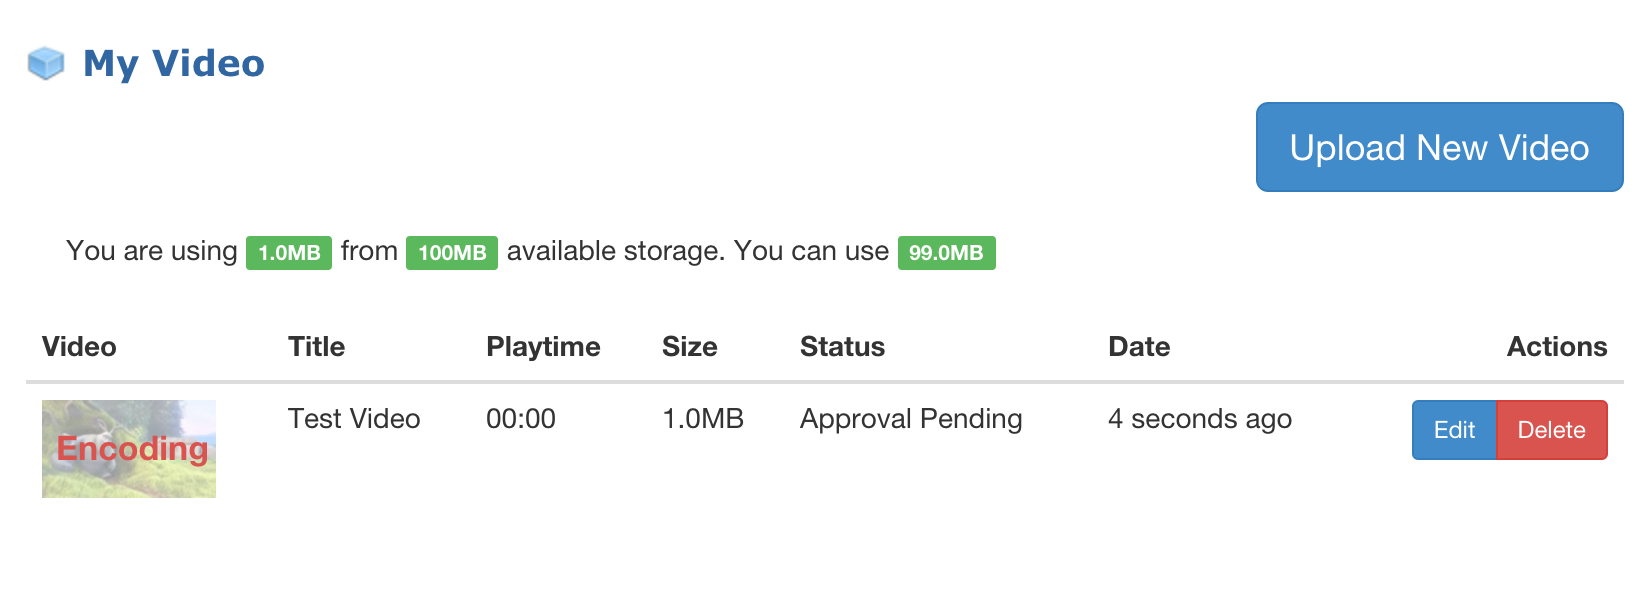 My Video
Upload New Video
You are using 1.0MB from 100MB available storage. You can use 99.0MB
Video Title Playtime Size Status Date Actions
Encoding Test Video 00:00 1.0MB Approval Pending 4 seconds ago Edit Delete